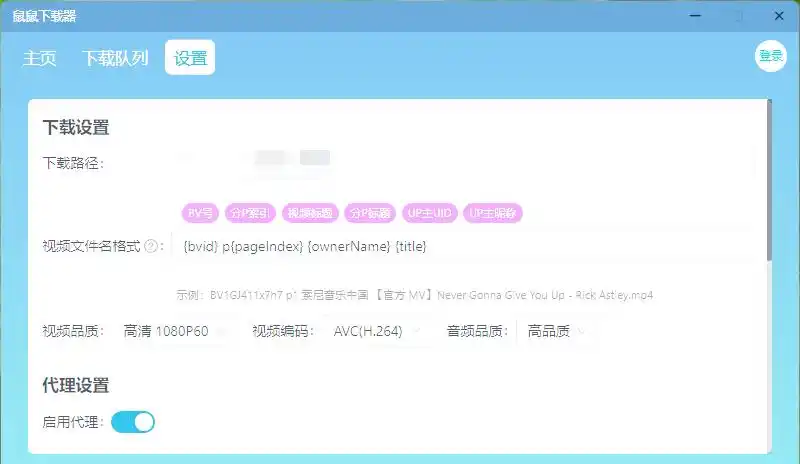 鼠鼠下载器
主页 下载队列 设置 登录
下载设置
下载路径：
BV号 分P索引 视频标题 分P标题 UP主UID UP主昵称
视频文件名格式 ? ： {bvid} p{pageIndex} {ownerName} {title}
示例：BV1GJ411x7h7 p1 索尼音乐中国 【官方 MV】Never Gonna Give You Up - Rick Astley.mp4
视频品质： 高清 1080P60 视频编码： AVC(H.264) 音频品质： 高品质
代理设置
启用代理：